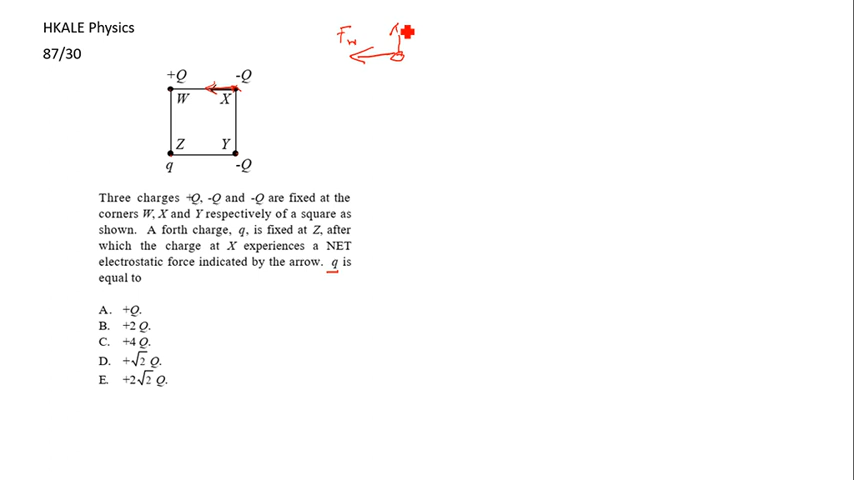 HKALE Physics
87/30
F_w
+Q -Q
W X
Z Y
q -Q
Three charges +Q, -Q and -Q are fixed at the
corners W, X and Y respectively of a square as
shown. A forth charge, q, is fixed at Z, after
which the charge at X experiences a NET
electrostatic force indicated by the arrow. q is
equal to
A. +Q.
B. +2 Q.
C. +4 Q.
D. +√2 Q.
E. +2√2 Q.